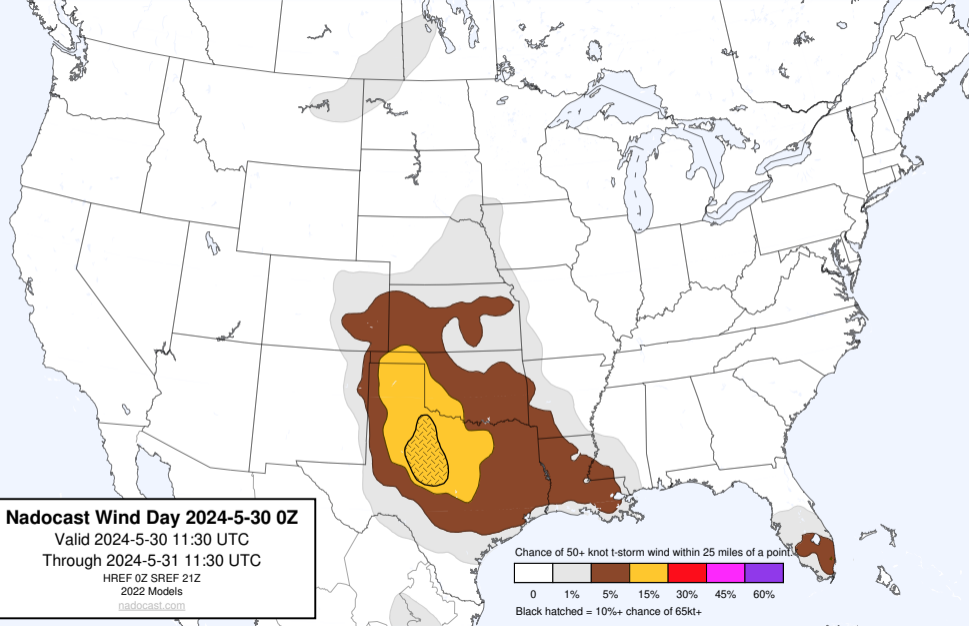 Nadocast Wind Day 2024-5-30 0Z
Valid 2024-5-30 11:30 UTC
Through 2024-5-31 11:30 UTC
HREF 0Z SREF 21Z
2022 Models
nadocast.com
Chance of 50+ knot t-storm wind within 25 miles of a point.
0 1% 5% 15% 30% 45% 60%
Black hatched = 10%+ chance of 65kt+